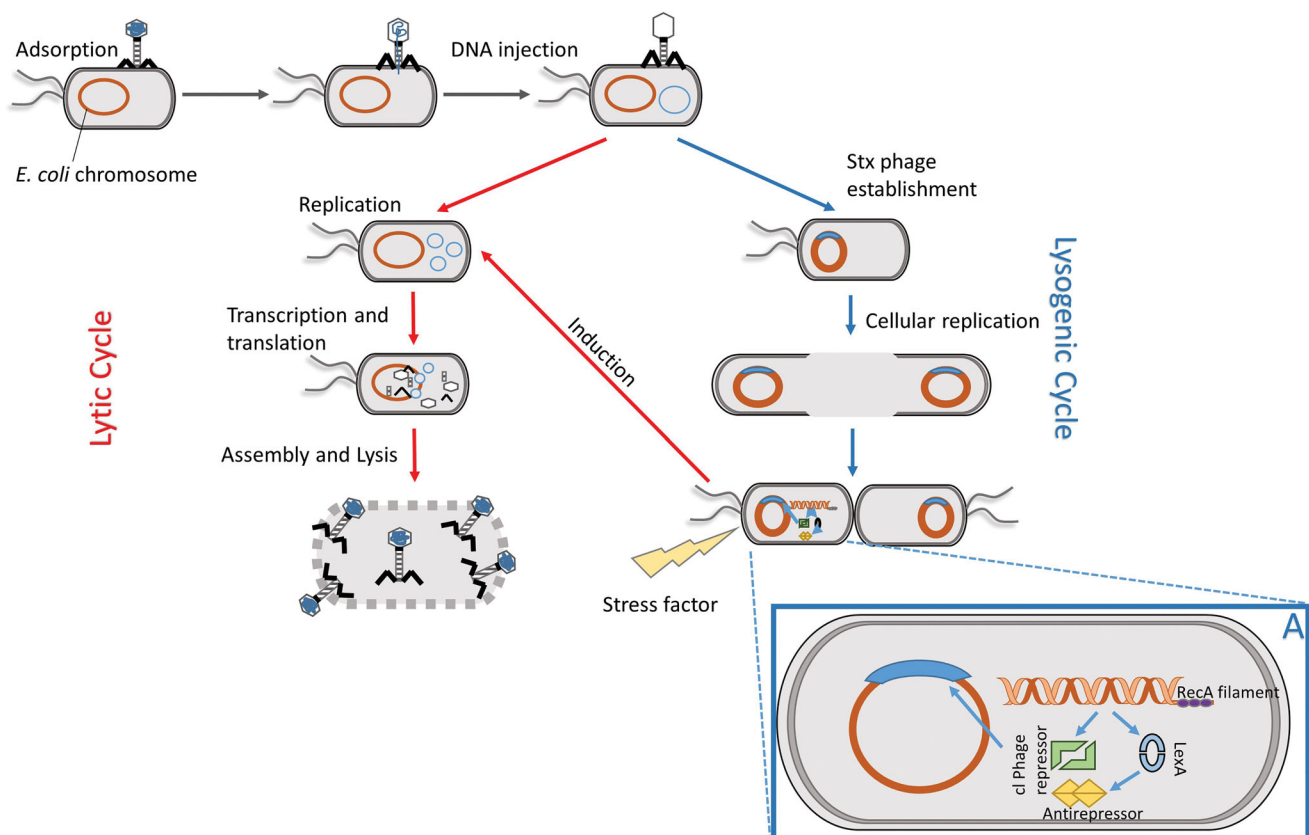 Adsorption
DNA injection
E. coli chromosome
Stx phage
establishment
Replication
Lysogenic Cycle
Transcription and
translation
Cellular replication
Induction
Lytic Cycle
Assembly and Lysis
Stress factor
A
RecA filament
cI Phage
repressor
LexA
Antirepressor